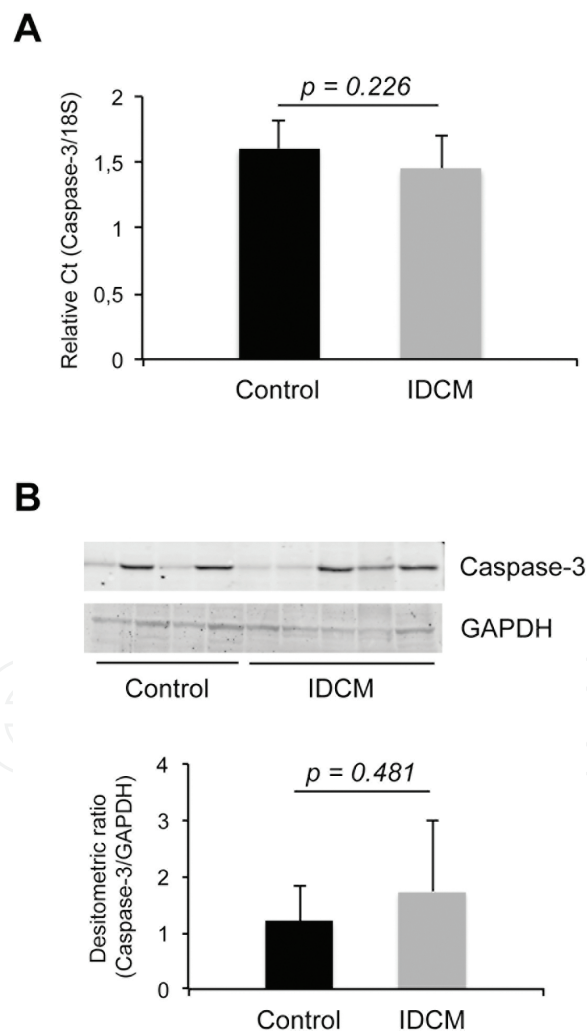 A
p = 0.226
Relative Ct (Caspase-3/18S)
2
1,5
1
0,5
0
Control
IDCM
B
Caspase-3
GAPDH
Control
IDCM
p = 0.481
Desitometric ratio
(Caspase-3/GAPDH)
4
3
2
1
0
Control
IDCM